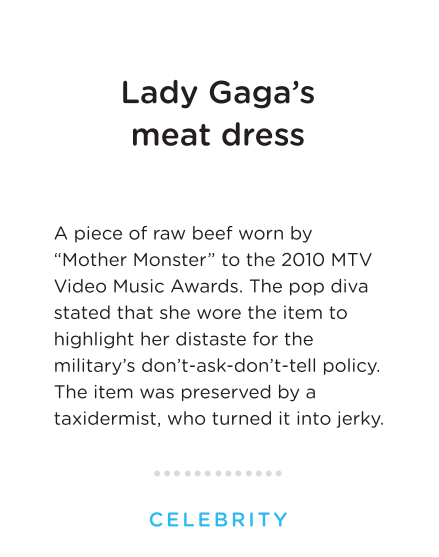 Lady Gaga’s
meat dress
A piece of raw beef worn by
“Mother Monster” to the 2010 MTV
Video Music Awards. The pop diva
stated that she wore the item to
highlight her distaste for the
military’s don’t-ask-don’t-tell policy.
The item was preserved by a
taxidermist, who turned it into jerky.
CELEBRITY